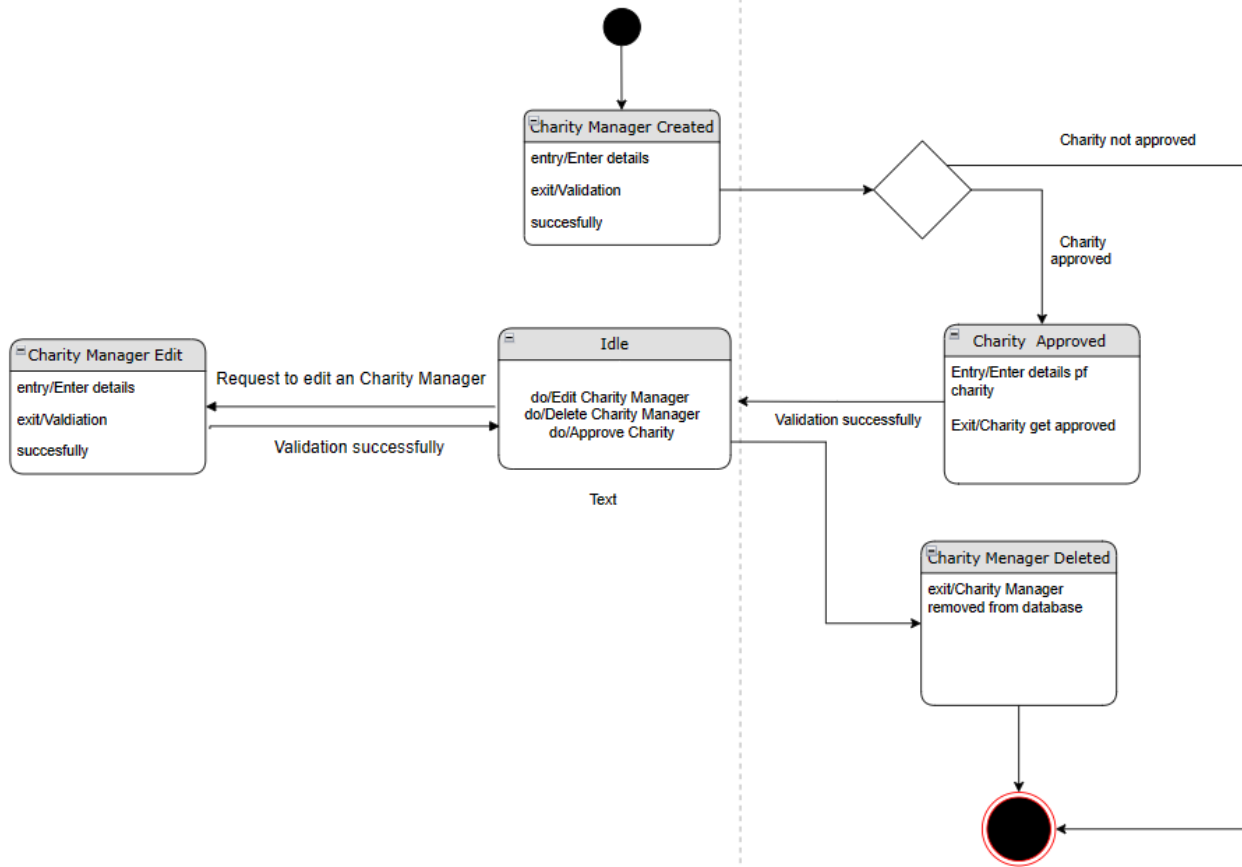 Charity Manager Created
entry/Enter details
exit/Validation
succesfully
Charity not approved
Charity
approved
Charity Manager Edit
entry/Enter details
exit/Valdiation
succesfully
Request to edit an Charity Manager
Validation successfully
Idle
do/Edit Charity Manager
do/Delete Charity Manager
do/Approve Charity
Text
Validation successfully
Charity Approved
Entry/Enter details pf
charity
Exit/Charity get approved
Charity Menager Deleted
exit/Charity Manager
removed from database